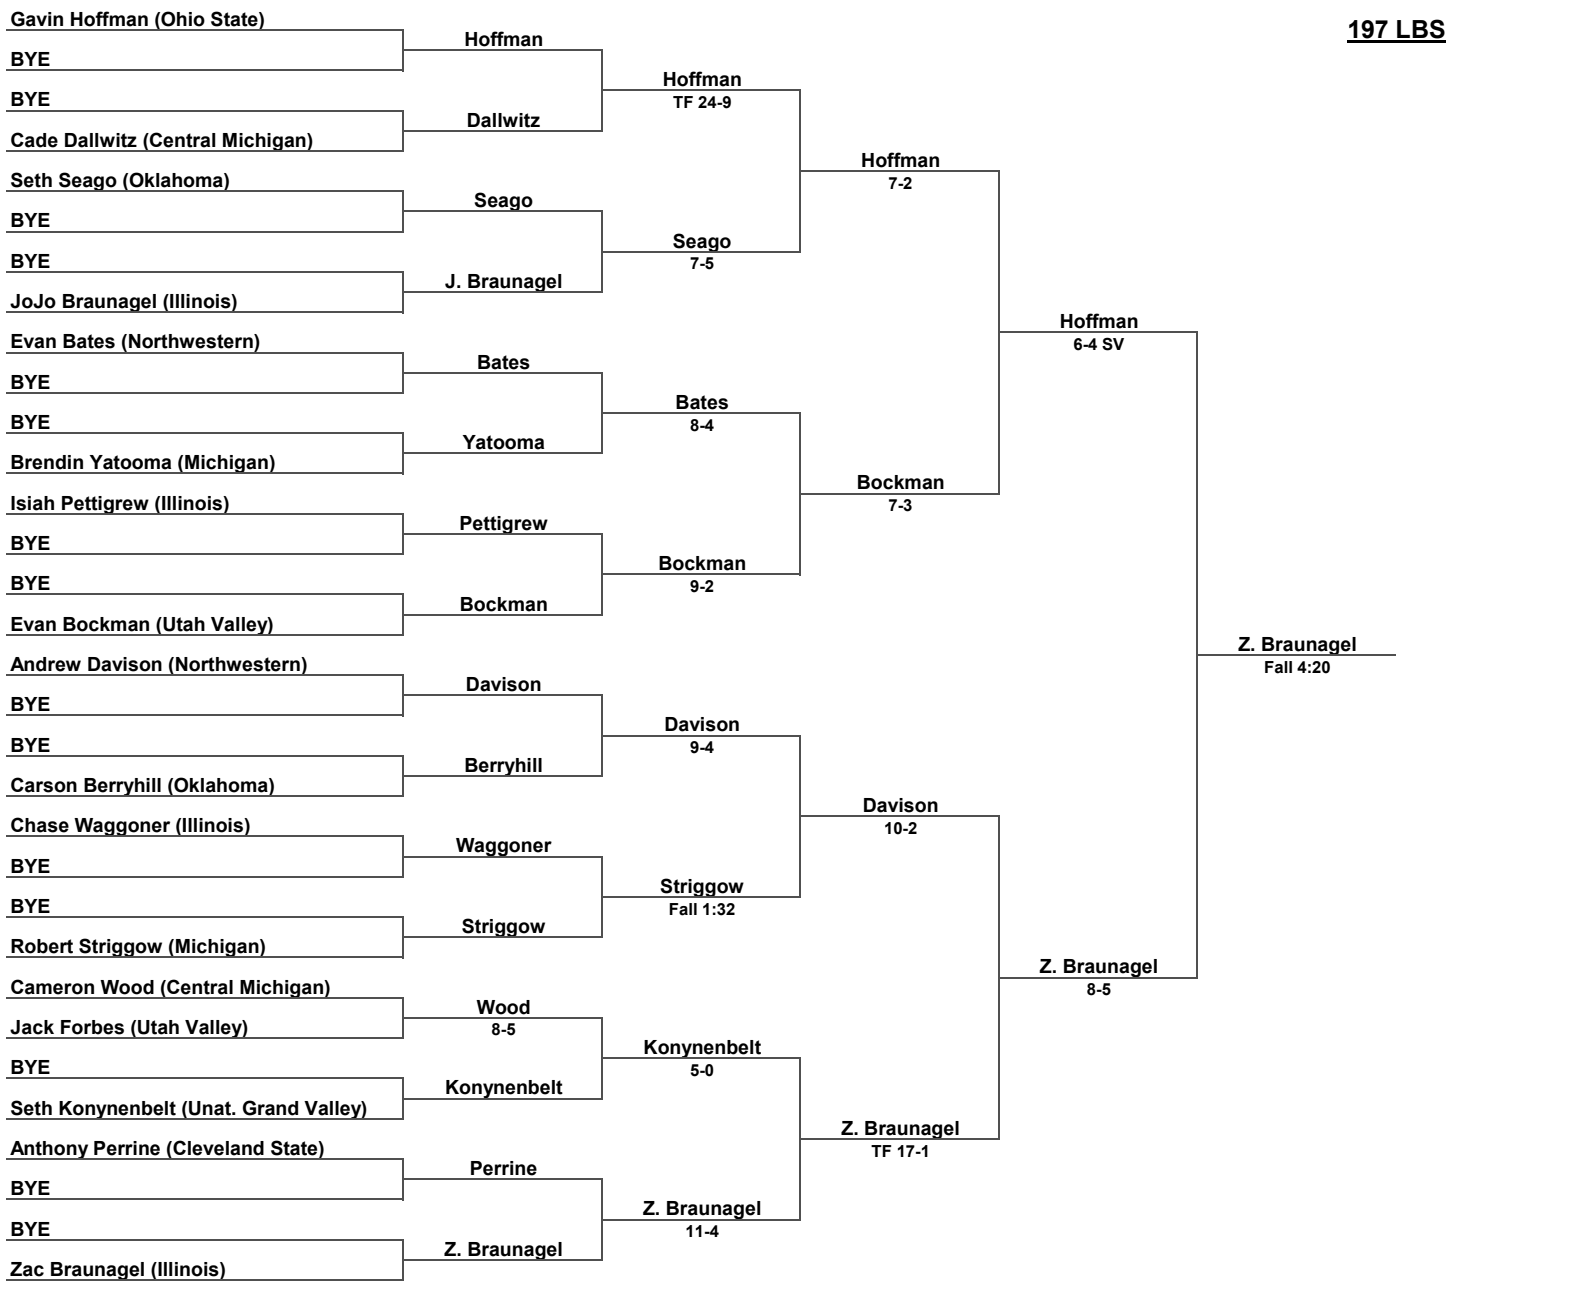 197 LBS
Gavin Hoffman (Ohio State)
BYE
BYE
Cade Dallwitz (Central Michigan)
Seth Seago (Oklahoma)
BYE
BYE
JoJo Braunagel (Illinois)
Evan Bates (Northwestern)
BYE
BYE
Brendin Yatooma (Michigan)
Isiah Pettigrew (Illinois)
BYE
BYE
Evan Bockman (Utah Valley)
Andrew Davison (Northwestern)
BYE
BYE
Carson Berryhill (Oklahoma)
Chase Waggoner (Illinois)
BYE
BYE
Robert Striggow (Michigan)
Cameron Wood (Central Michigan)
Jack Forbes (Utah Valley)
BYE
Seth Konynenbelt (Unat. Grand Valley)
Anthony Perrine (Cleveland State)
BYE
BYE
Zac Braunagel (Illinois)
Hoffman
Dallwitz
Seago
J. Braunagel
Bates
Yatooma
Pettigrew
Bockman
Davison
Berryhill
Waggoner
Striggow
Wood
8-5
Konynenbelt
Perrine
Z. Braunagel
Hoffman
TF 24-9
Seago
7-5
Bates
8-4
Bockman
9-2
Davison
9-4
Striggow
Fall 1:32
Konynenbelt
5-0
Z. Braunagel
11-4
Hoffman
7-2
Bockman
7-3
Davison
10-2
Z. Braunagel
TF 17-1
Hoffman
6-4 SV
Z. Braunagel
8-5
Z. Braunagel
Fall 4:20